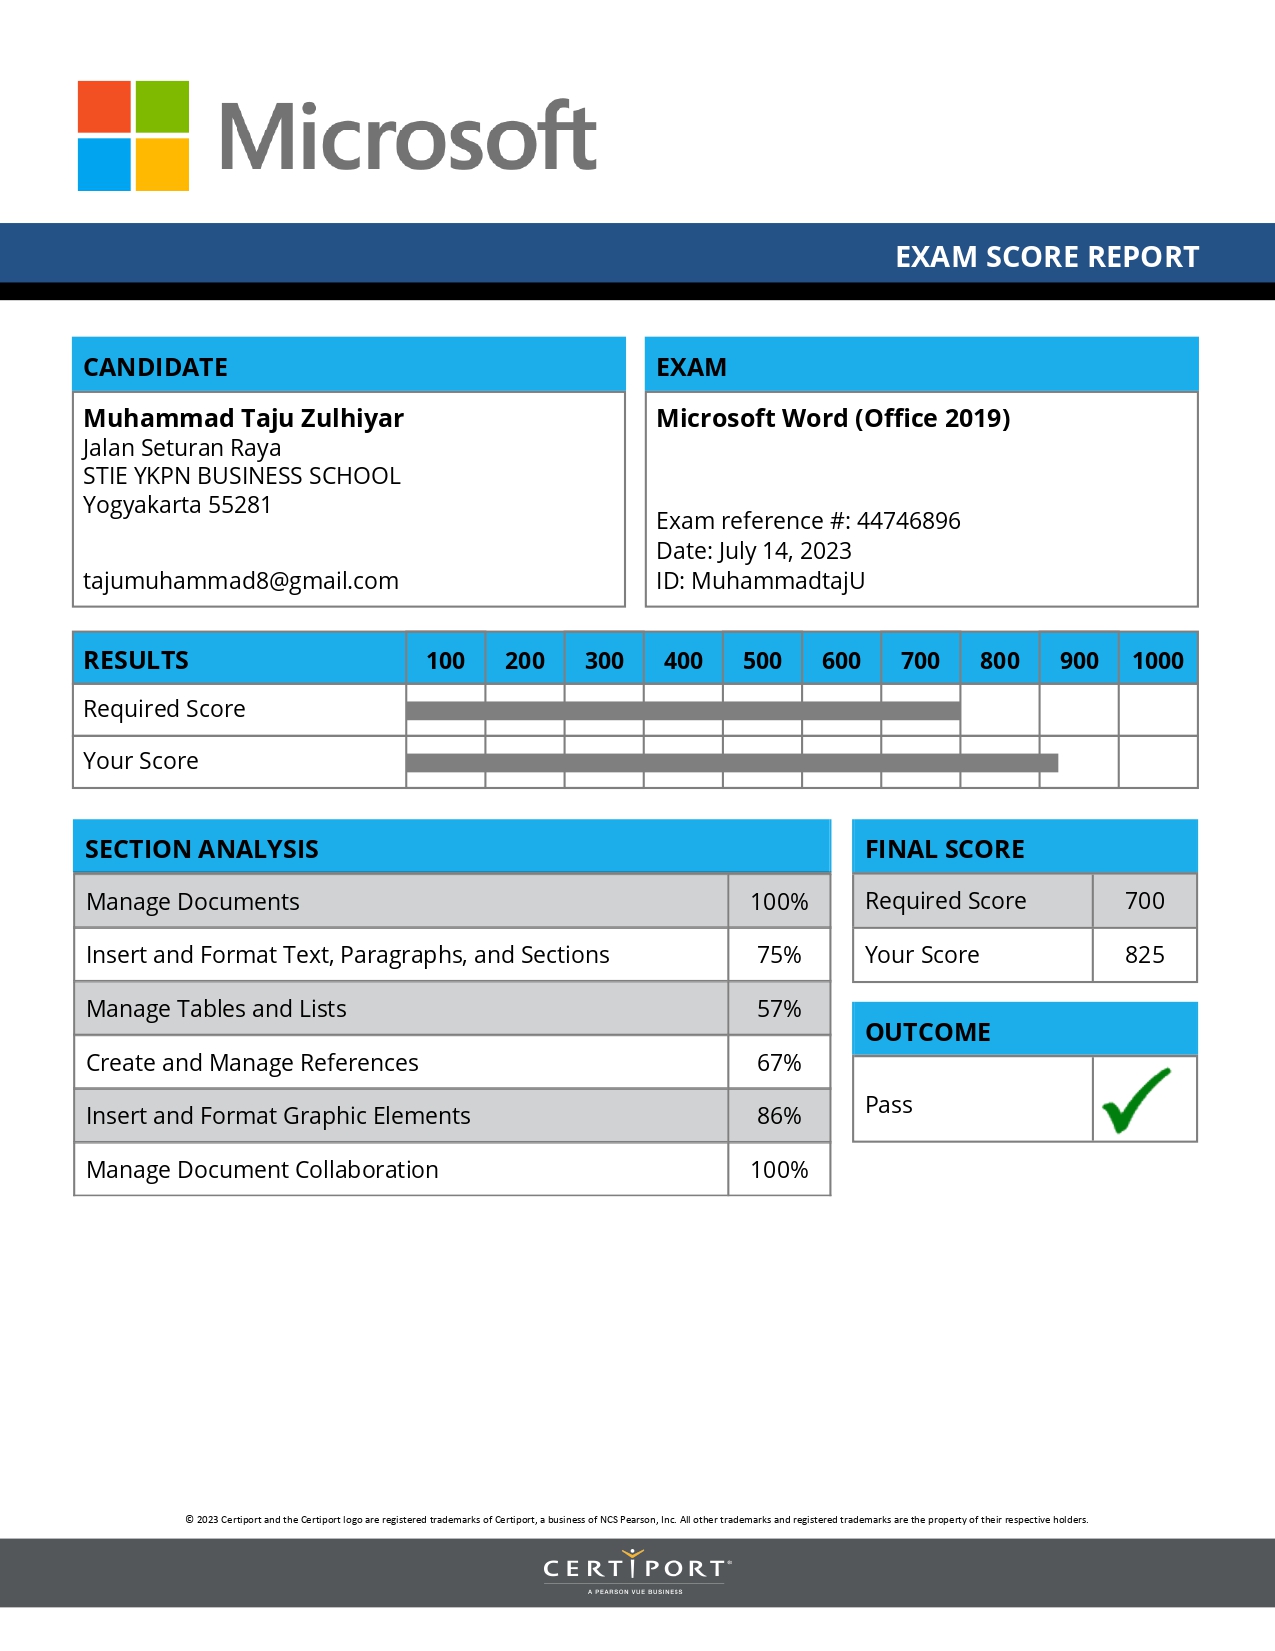 Microsoft
EXAM SCORE REPORT
CANDIDATE
Muhammad Taju Zulhiyar
Jalan Seturan Raya
STIE YKPN BUSINESS SCHOOL
Yogyakarta 55281
tajumuhammad8@gmail.com
EXAM
Microsoft Word (Office 2019)
Exam reference #: 44746896
Date: July 14, 2023
ID: MuhammadtajU
RESULTS 100 200 300 400 500 600 700 800 900 1000
Required Score
Your Score
SECTION ANALYSIS
Manage Documents 100%
Insert and Format Text, Paragraphs, and Sections 75%
Manage Tables and Lists 57%
Create and Manage References 67%
Insert and Format Graphic Elements 86%
Manage Document Collaboration 100%
FINAL SCORE
Required Score 700
Your Score 825
OUTCOME
Pass
© 2023 Certiport and the Certiport logo are registered trademarks of Certiport, a business of NCS Pearson, Inc. All other trademarks and registered trademarks are the property of their respective holders.
CERTIPORT®
A PEARSON VUE BUSINESS